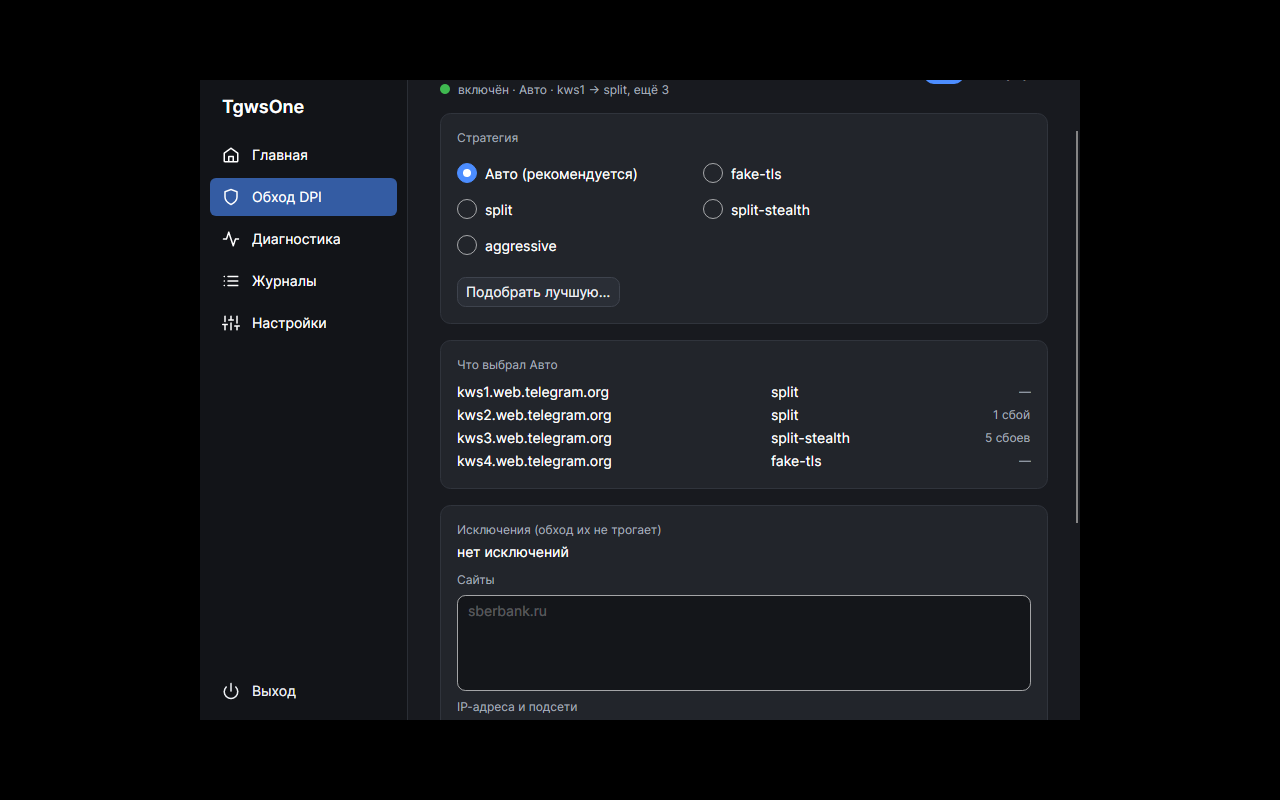 TgwsOne
Главная
Обход DPI
Диагностика
Журналы
Настройки
Выход
включён · Авто · kws1 → split, ещё 3
Стратегия
Авто (рекомендуется)
fake-tls
split
split-stealth
aggressive
Подобрать лучшую...
Что выбрал Авто
kws1.web.telegram.org split —
kws2.web.telegram.org split 1 сбой
kws3.web.telegram.org split-stealth 5 сбоев
kws4.web.telegram.org fake-tls —
Исключения (обход их не трогает)
нет исключений
Сайты
sberbank.ru
IP-адреса и подсети